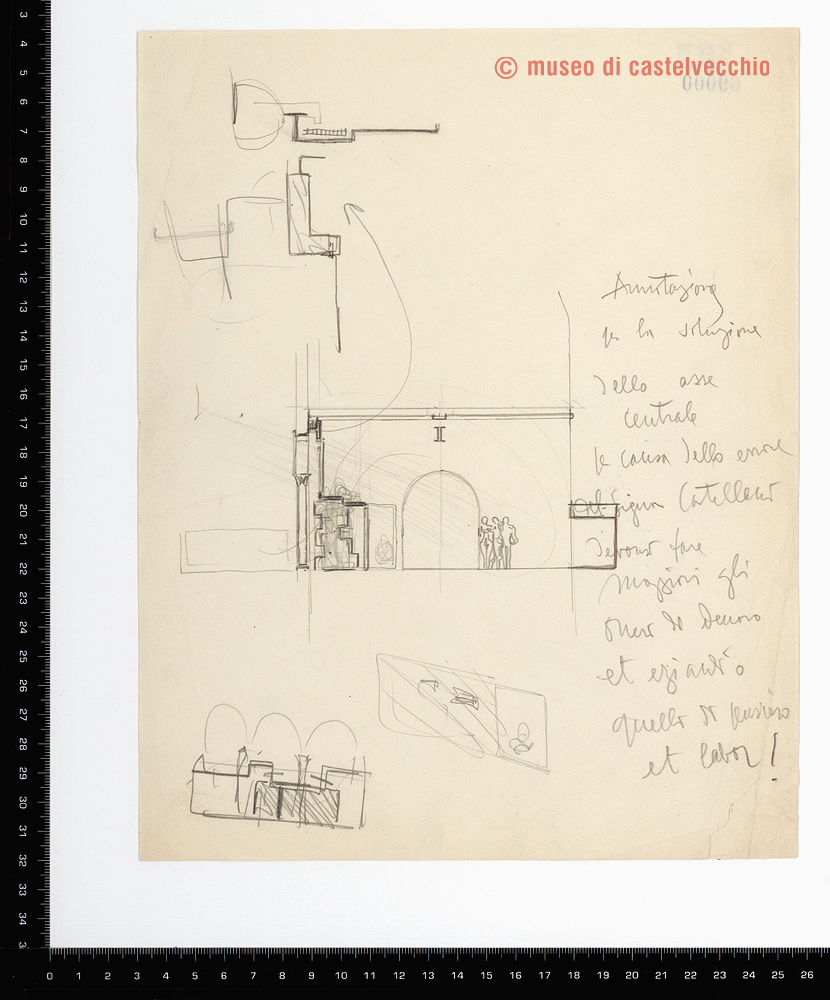 © museo di castelvecchio
00090
Annotazione
per la soluzione
dello asse
centrale
per causa dello errore
del signor
devonsi fare
maggiori gli
oneri di denaro
et eziandio
quello di pensiero
et labor!
3
4
5
6
7
8
9
10
11
12
13
14
15
16
17
18
19
20
21
22
23
24
25
26
27
28
29
30
31
32
33
34
0 1 2 3 4 5 6 7 8 9 10 11 12 13 14 15 16 17 18 19 20 21 22 23 24 25 26